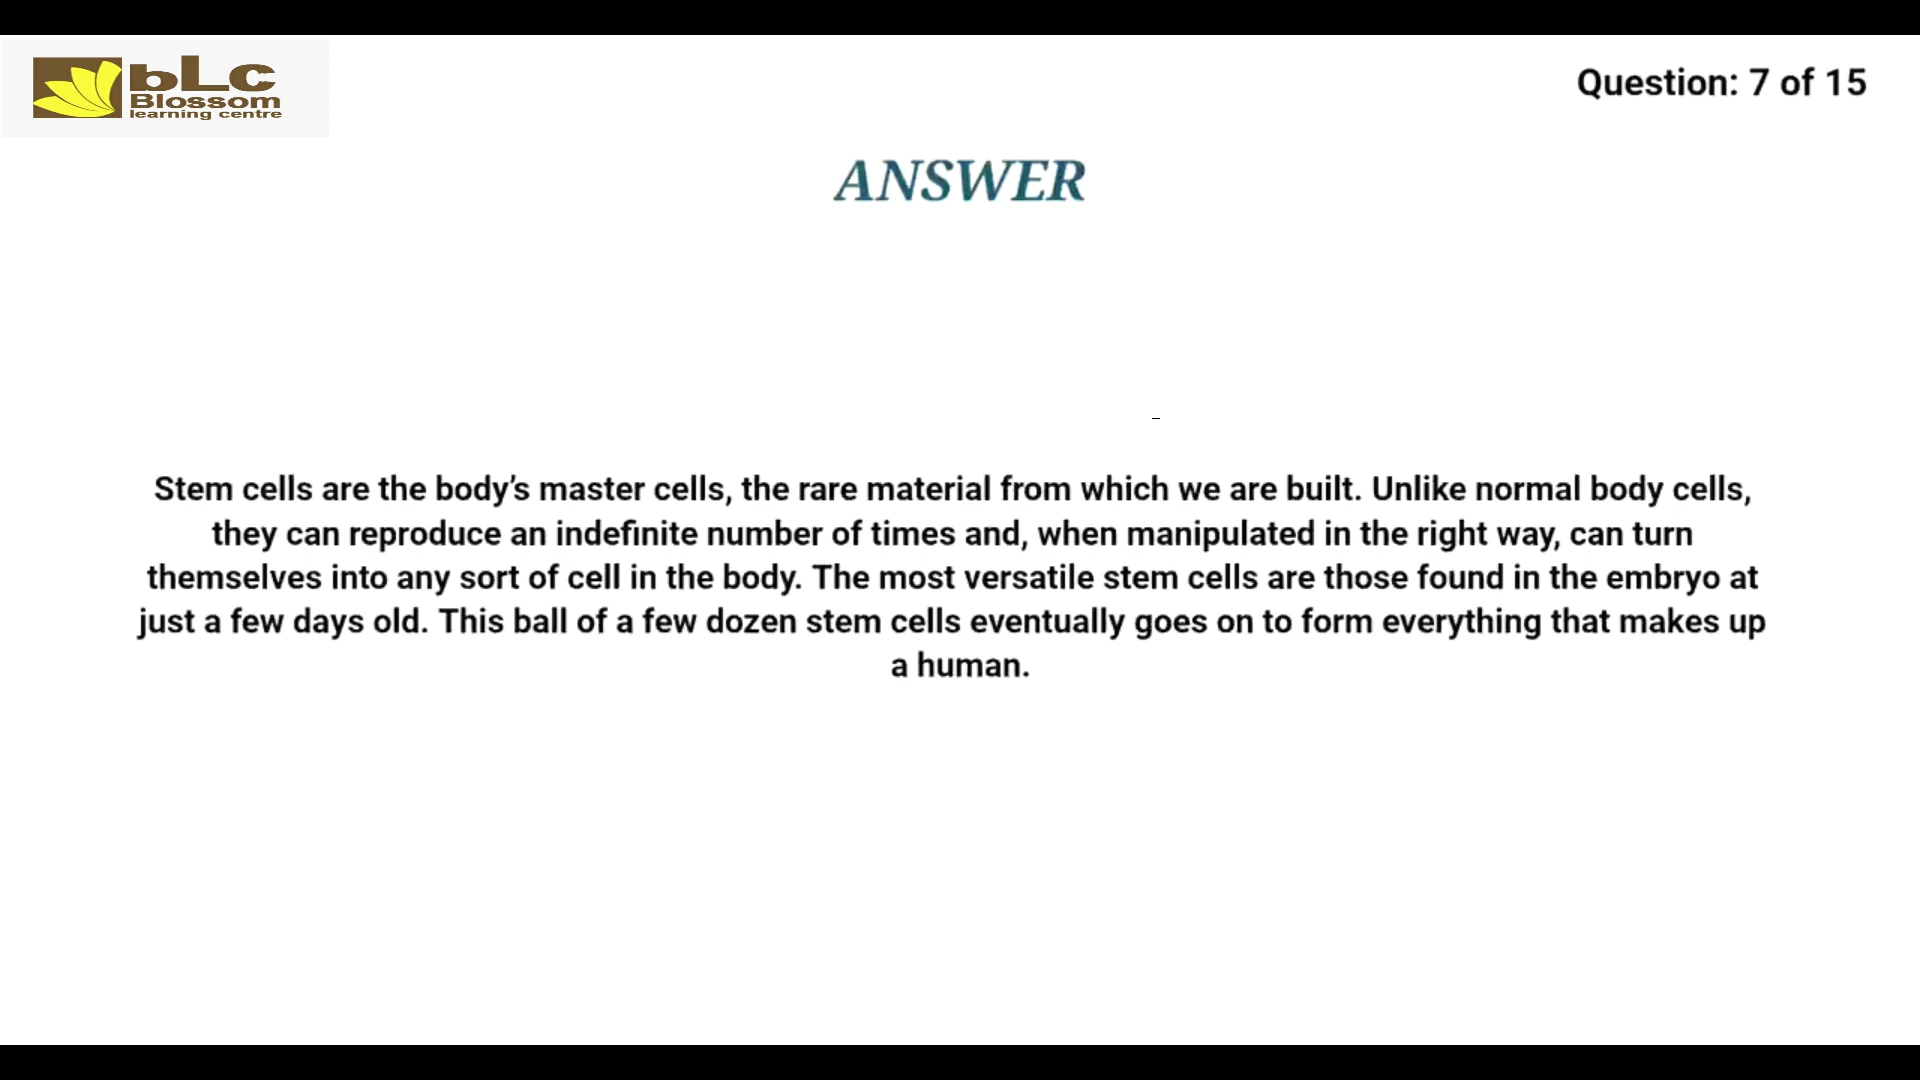 bLc
Blossom
learning centre
Question: 7 of 15
ANSWER
Stem cells are the body’s master cells, the rare material from which we are built. Unlike normal body cells,
they can reproduce an indefinite number of times and, when manipulated in the right way, can turn
themselves into any sort of cell in the body. The most versatile stem cells are those found in the embryo at
just a few days old. This ball of a few dozen stem cells eventually goes on to form everything that makes up
a human.